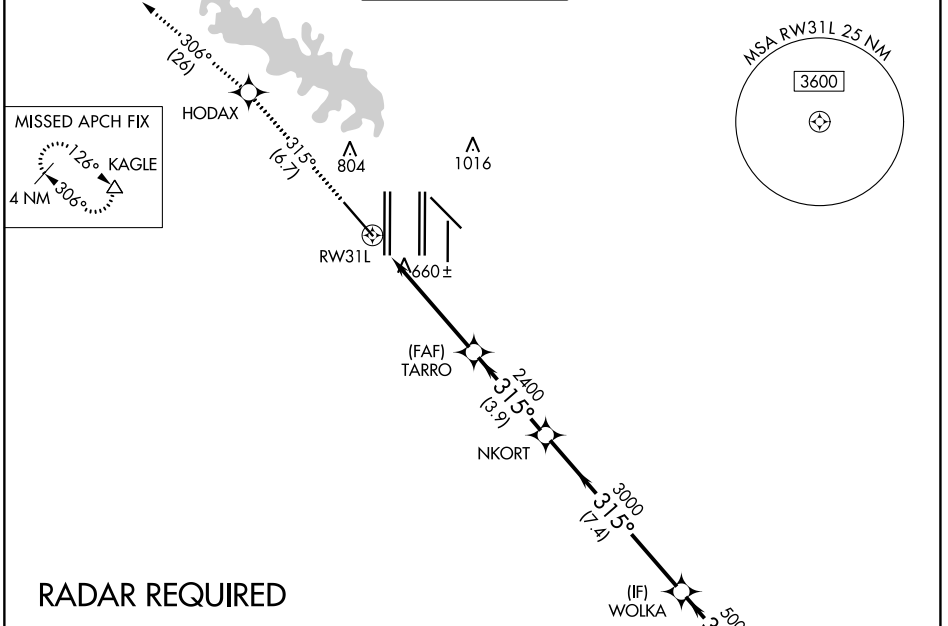 306°
(26)
HODAX
MSA RW31L 25 NM
3600
MISSED APCH FIX
126°
KAGLE
4 NM
306°
315°
(6.7)
804
1016
RW31L
660±
(FAF)
TARRO
2400
315°
(3.9)
NKORT
3000
315°
(7.4)
RADAR REQUIRED
(IF)
WOLKA